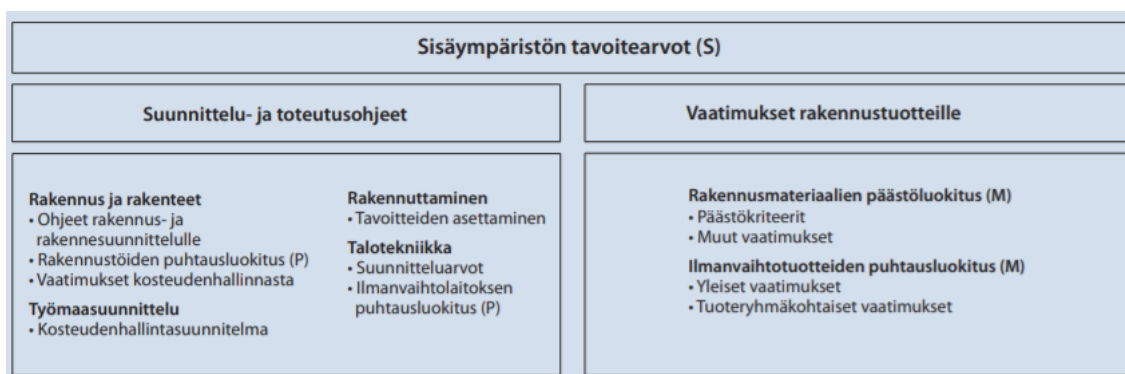 Sisäympäristön tavoitearvot (S)
Suunnittelu- ja toteutusohjeet
Rakennus ja rakenteet
• Ohjeet rakennus- ja
rakennesuunnittelulle
• Rakennustöiden puhtausluokitus (P)
• Vaatimukset kosteudenhallinnasta
Työmaasuunnittelu
• Kosteudenhallintasuunnitelma
Rakennuttaminen
• Tavoitteiden asettaminen
Talotekniikka
• Suunnitteluarvot
• Ilmanvaihtolaitoksen
puhtausluokitus (P)
Vaatimukset rakennustuotteille
Rakennusmateriaalien päästöluokitus (M)
• Päästökriteerit
• Muut vaatimukset
Ilmanvaihtotuotteiden puhtausluokitus (M)
• Yleiset vaatimukset
• Tuoteryhmäkohtaiset vaatimukset